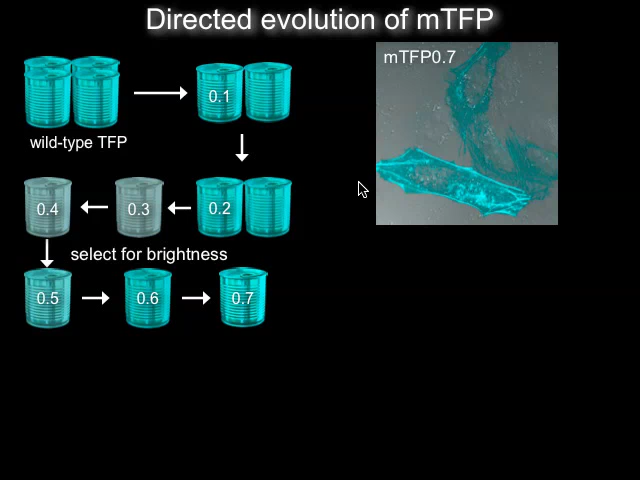 Directed evolution of mTFP
mTFP0.7
0.1
wild-type TFP
0.4
0.3
0.2
select for brightness
0.5
0.6
0.7